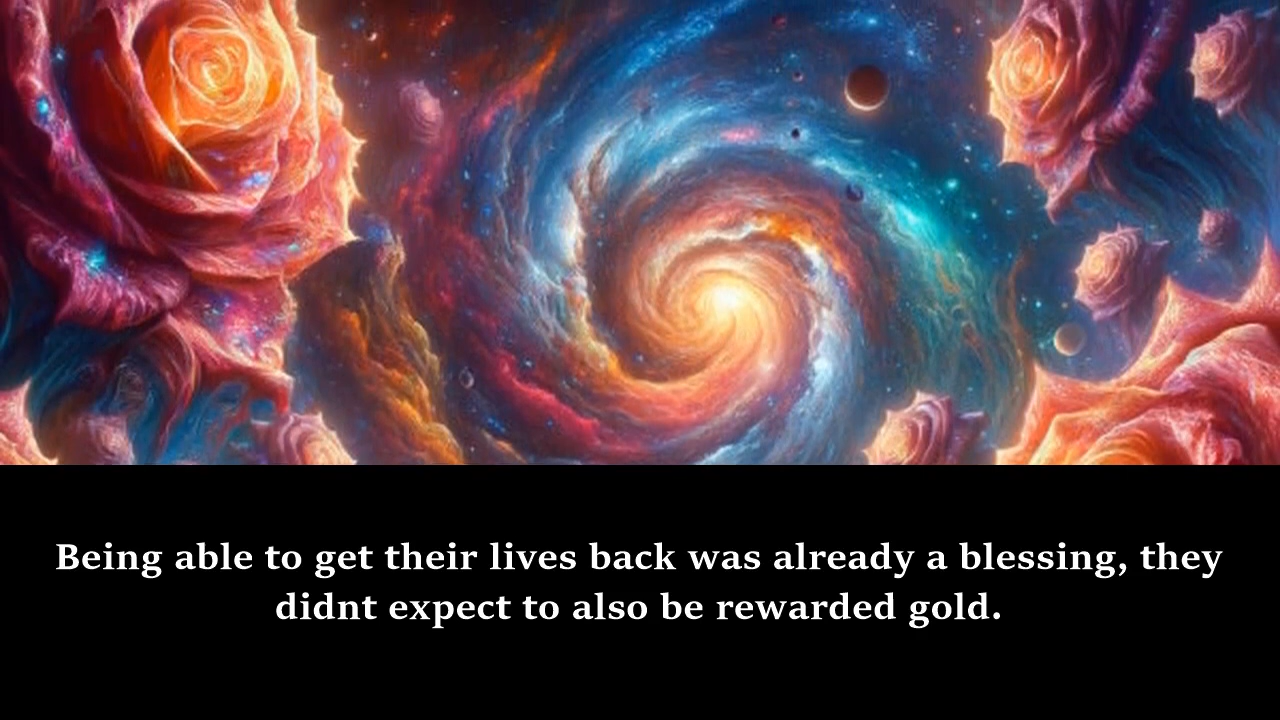 Being able to get their lives back was already a blessing, they
didnt expect to also be rewarded gold.